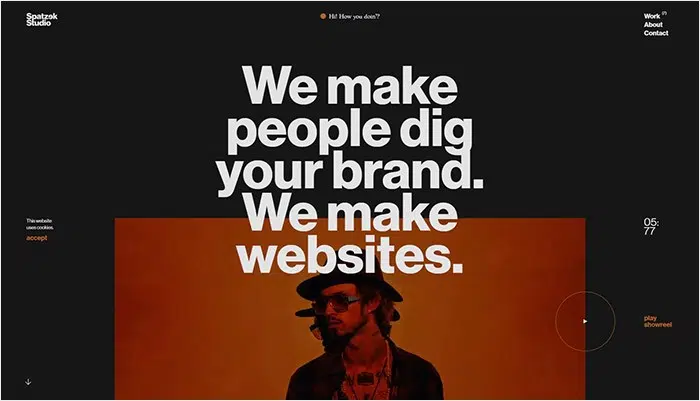 Spatzek
Studio
Hi! How you doin'?
Work
About
Contact
We make
people dig
your brand.
We make
websites.
This website
uses cookies.
accept
05:
77
play
showreel